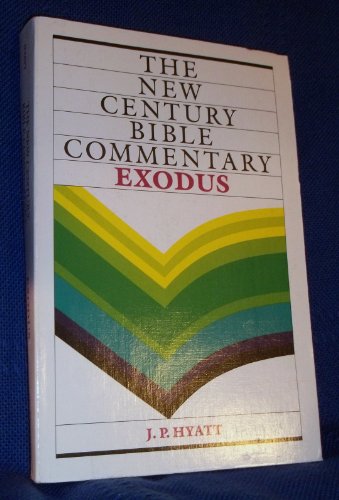 THE
NEW
CENTURY
BIBLE
COMMENTARY
EXODUS
J. P. HYATT